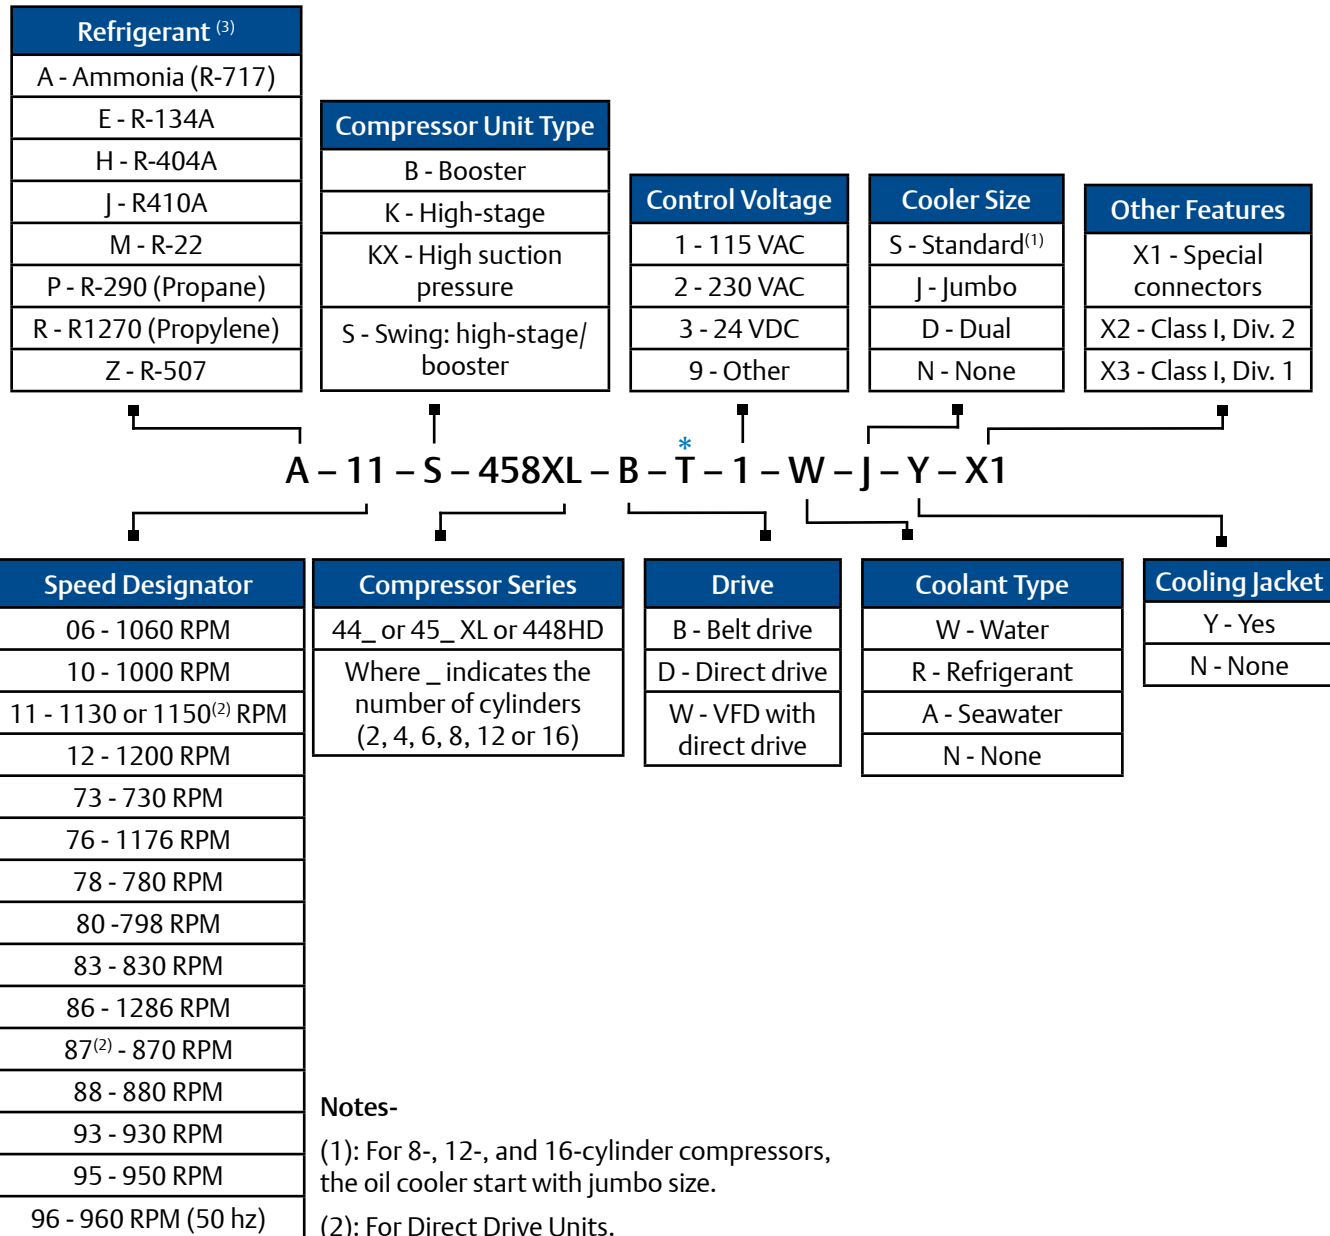 Refrigerant (3)
A - Ammonia (R-717)
E - R-134A
H - R-404A
J - R410A
M - R-22
P - R-290 (Propane)
R - R1270 (Propylene)
Z - R-507
Compressor Unit Type
B - Booster
K - High-stage
KX - High suction
pressure
S - Swing: high-stage/
booster
Control Voltage
1 - 115 VAC
2 - 230 VAC
3 - 24 VDC
9 - Other
Cooler Size
S - Standard(1)
J - Jumbo
D - Dual
N - None
Other Features
X1 - Special
connectors
X2 - Class I, Div. 2
X3 - Class I, Div. 1
*
A – 11 – S – 458XL – B – T – 1 – W – J – Y – X1
Speed Designator
06 - 1060 RPM
10 - 1000 RPM
11 - 1130 or 1150(2) RPM
12 - 1200 RPM
73 - 730 RPM
76 - 1176 RPM
78 - 780 RPM
80 -798 RPM
83 - 830 RPM
86 - 1286 RPM
87(2) - 870 RPM
88 - 880 RPM
93 - 930 RPM
95 - 950 RPM
96 - 960 RPM (50 hz)
Compressor Series
44_ or 45_ XL or 448HD
Where _ indicates the
number of cylinders
(2, 4, 6, 8, 12 or 16)
Drive
B - Belt drive
D - Direct drive
W - VFD with
direct drive
Coolant Type
W - Water
R - Refrigerant
A - Seawater
N - None
Cooling Jacket
Y - Yes
N - None
Notes-
(1): For 8-, 12-, and 16-cylinder compressors,
the oil cooler start with jumbo size.
(2): For Direct Drive Units.